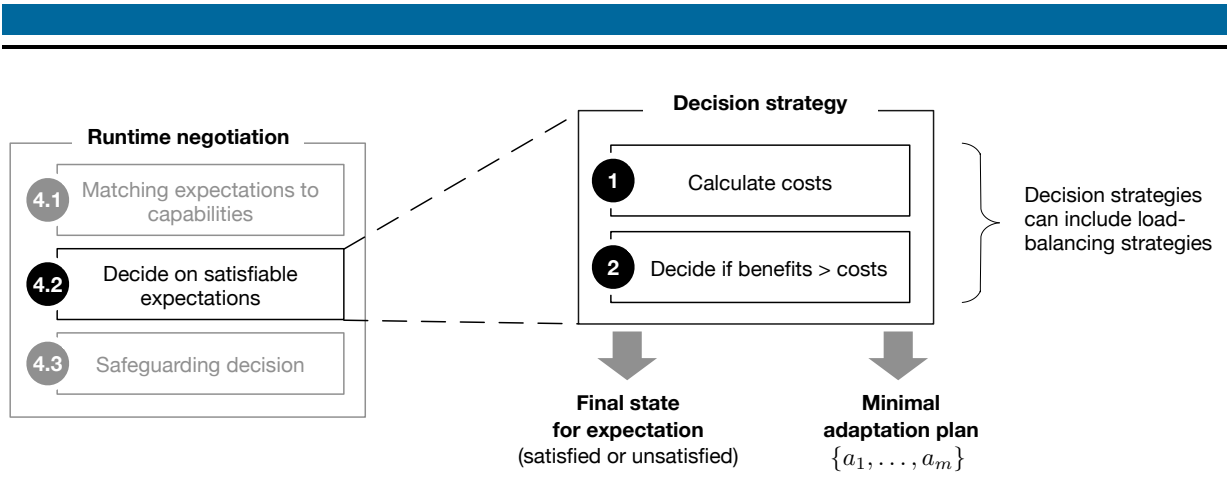 Runtime negotiation
4.1
Matching expectations to
capabilities
4.2
Decide on satisfiable
expectations
4.3
Safeguarding decision
Decision strategy
1
Calculate costs
2
Decide if benefits > costs
Decision strategies
can include load-
balancing strategies
Final state
for expectation
(satisfied or unsatisfied)
Minimal
adaptation plan
{a₁, . . . , aₘ}